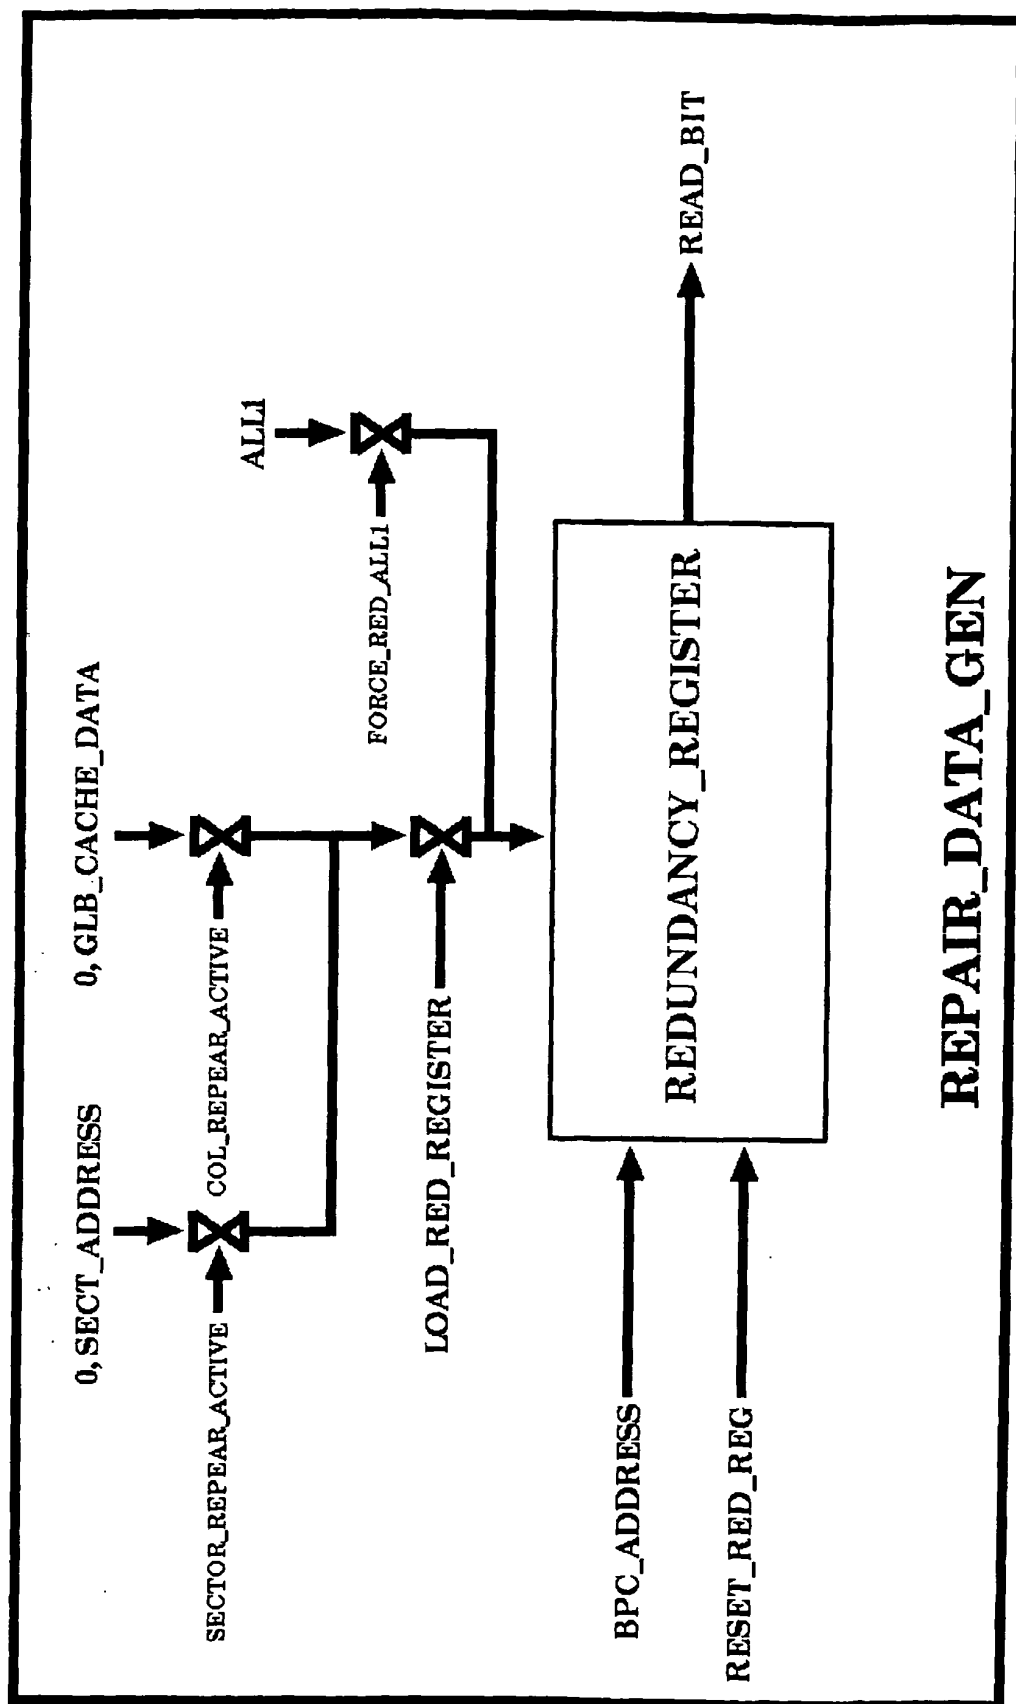 0, SECT_ADDRESS
0, GLB_CACHE_DATA
SECTOR_REPEAR_ACTIVE
COL_REPEAR_ACTIVE
ALL1
FORCE_RED_ALL1
LOAD_RED_REGISTER
BPC_ADDRESS
RESET_RED_REG
REDUNDANCY_REGISTER
READ_BIT
REPAIR_DATA_GEN